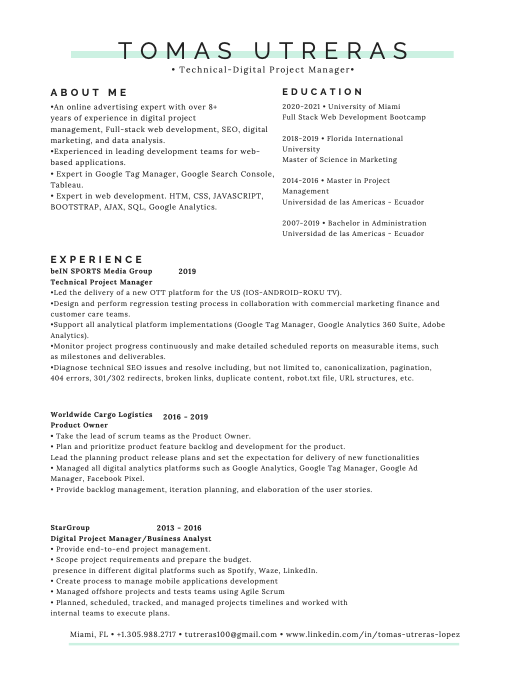 TOMAS UTRERAS
• Technical-Digital Project Manager•
ABOUT ME
•An online advertising expert with over 8+
years of experience in digital project
management, Full-stack web development, SEO, digital
marketing, and data analysis.
•Experienced in leading development teams for web-
based applications.
• Expert in Google Tag Manager, Google Search Console,
Tableau.
• Expert in web development. HTM, CSS, JAVASCRIPT,
BOOTSTRAP, AJAX, SQL, Google Analytics.
EDUCATION
2020-2021 • University of Miami
Full Stack Web Development Bootcamp
2018-2019 • Florida International
University
Master of Science in Marketing
2014-2016 • Master in Project
Management
Universidad de las Americas - Ecuador
2007-2019 • Bachelor in Administration
Universidad de las Americas - Ecuador
EXPERIENCE
beIN SPORTS Media Group 2019
Technical Project Manager
•Led the delivery of a new OTT platform for the US (IOS-ANDROID-ROKU TV).
•Design and perform regression testing process in collaboration with commercial marketing finance and
customer care teams.
•Support all analytical platform implementations (Google Tag Manager, Google Analytics 360 Suite, Adobe
Analytics).
•Monitor project progress continuously and make detailed scheduled reports on measurable items, such
as milestones and deliverables.
•Diagnose technical SEO issues and resolve including, but not limited to, canonicalization, pagination,
404 errors, 301/302 redirects, broken links, duplicate content, robot.txt file, URL structures, etc.
Worldwide Cargo Logistics 2016 - 2019
Product Owner
• Take the lead of scrum teams as the Product Owner.
• Plan and prioritize product feature backlog and development for the product.
Lead the planning product release plans and set the expectation for delivery of new functionalities
• Managed all digital analytics platforms such as Google Analytics, Google Tag Manager, Google Ad
Manager, Facebook Pixel.
• Provide backlog management, iteration planning, and elaboration of the user stories.
StarGroup 2013 - 2016
Digital Project Manager/Business Analyst
• Provide end-to-end project management.
• Scope project requirements and prepare the budget.
presence in different digital platforms such as Spotify, Waze, LinkedIn.
• Create process to manage mobile applications development
• Managed offshore projects and tests teams using Agile Scrum
• Planned, scheduled, tracked, and managed projects timelines and worked with
internal teams to execute plans.
Miami, FL • +1.305.988.2717 • tutreras100@gmail.com • www.linkedin.com/in/tomas-utreras-lopez